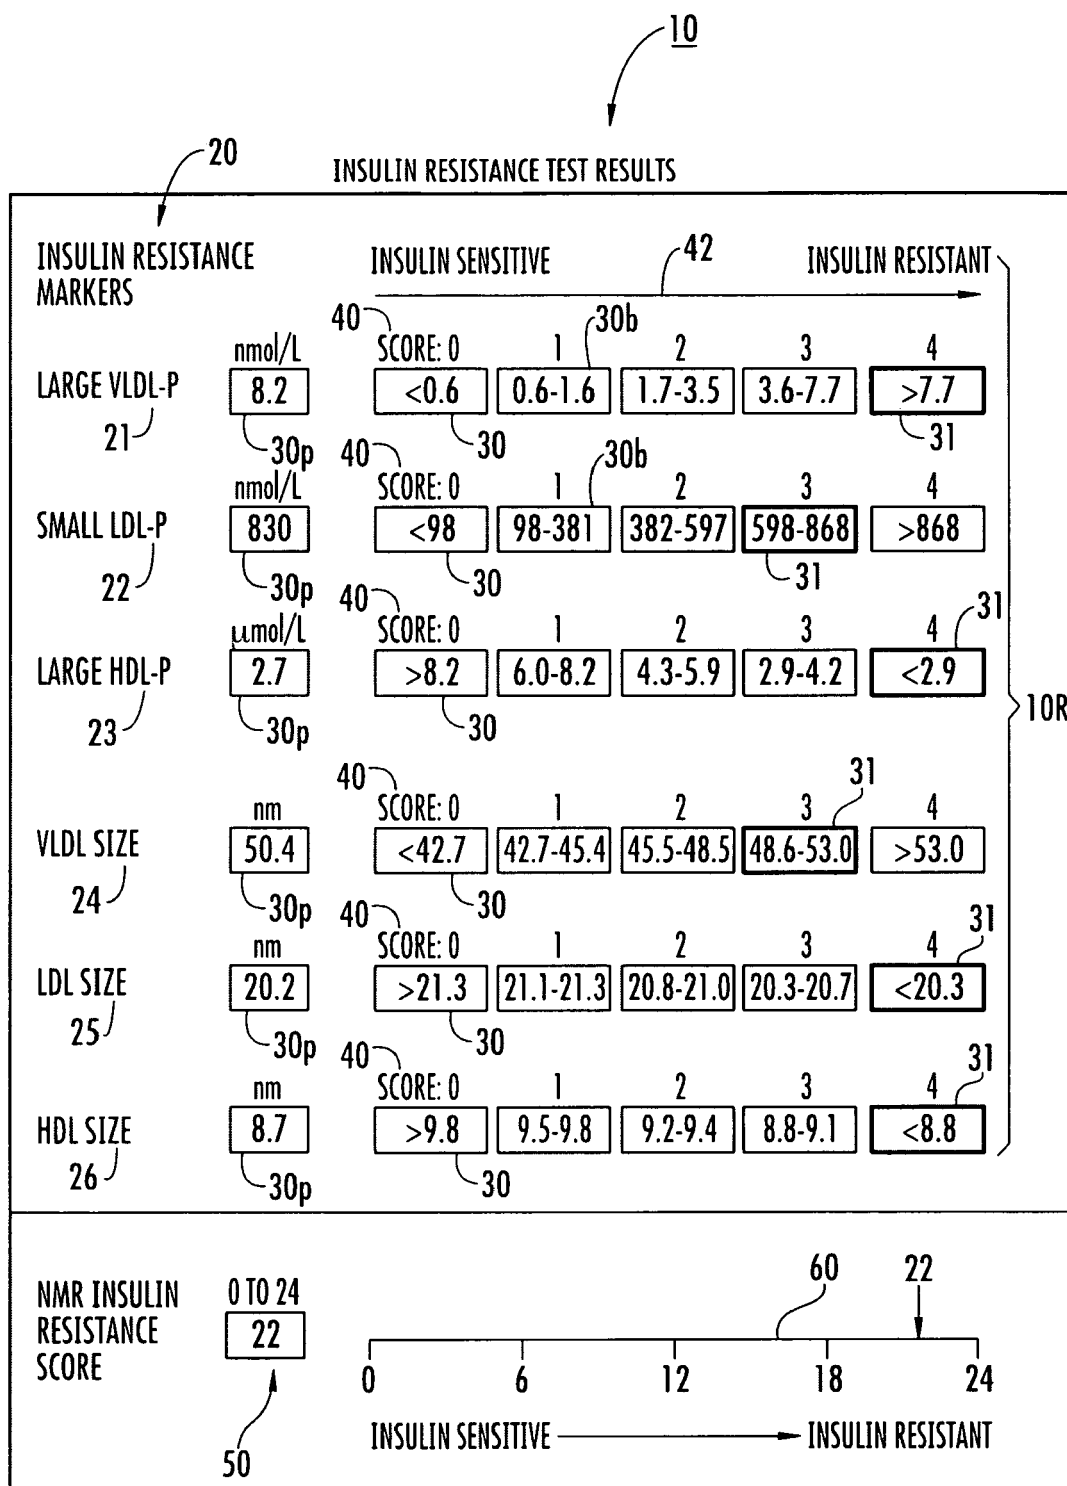 10
20
INSULIN RESISTANCE TEST RESULTS
INSULIN RESISTANCE
MARKERS
INSULIN SENSITIVE
42
INSULIN RESISTANT
40
30b
nmol/L
SCORE: 0 1 2 3 4
LARGE VLDL-P 8.2 <0.6 0.6-1.6 1.7-3.5 3.6-7.7 >7.7
21 30p 30 31
40 30b
nmol/L
SCORE: 0 1 2 3 4
SMALL LDL-P 830 <98 98-381 382-597 598-868 >868
22 30p 30 31
40 31
µmol/L
SCORE: 0 1 2 3 4
LARGE HDL-P 2.7 >8.2 6.0-8.2 4.3-5.9 2.9-4.2 <2.9
23 30p 30
10R
40 31
nm
SCORE: 0 1 2 3 4
VLDL SIZE 50.4 <42.7 42.7-45.4 45.5-48.5 48.6-53.0 >53.0
24 30p 30
40 31
nm
SCORE: 0 1 2 3 4
LDL SIZE 20.2 >21.3 21.1-21.3 20.8-21.0 20.3-20.7 <20.3
25 30p 30
40 31
nm
SCORE: 0 1 2 3 4
HDL SIZE 8.7 >9.8 9.5-9.8 9.2-9.4 8.8-9.1 <8.8
26 30p 30
NMR INSULIN
RESISTANCE
SCORE
0 TO 24
22
50
60 22
0 6 12 18 24
INSULIN SENSITIVE INSULIN RESISTANT